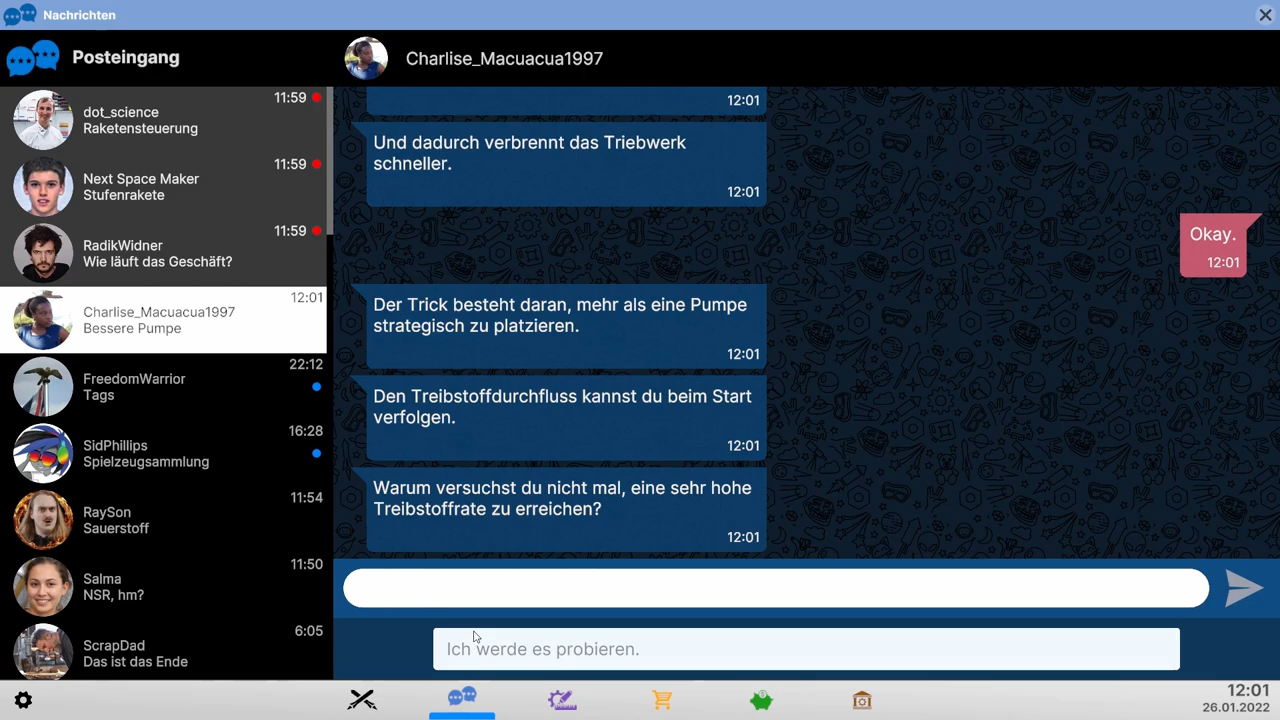 Nachrichten
Posteingang
Charlise_Macuacua1997
11:59
dot_science
Raketensteuerung
11:59
Next Space Maker
Stufenrakete
11:59
RadikWidner
Wie läuft das Geschäft?
12:01
Charlise_Macuacua1997
Bessere Pumpe
22:12
FreedomWarrior
Tags
16:28
SidPhillips
Spielzeugsammlung
11:54
RaySon
Sauerstoff
11:50
Salma
NSR, hm?
6:05
ScrapDad
Das ist das Ende
12:01
Und dadurch verbrennt das Triebwerk
schneller.
12:01
Okay.
12:01
Der Trick besteht daran, mehr als eine Pumpe
strategisch zu platzieren.
12:01
Den Treibstoffdurchfluss kannst du beim Start
verfolgen.
12:01
Warum versuchst du nicht mal, eine sehr hohe
Treibstoffrate zu erreichen?
12:01
Ich werde es probieren.
12:01
26.01.2022